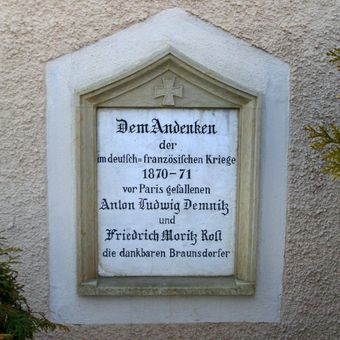 Dem Andenken
der
im deutsch=französischen Kriege
1870-71
vor Paris gefallenen
Anton Ludwig Demnitz
und
Friedrich Moritz Rost
die dankbaren Braunsdorfer